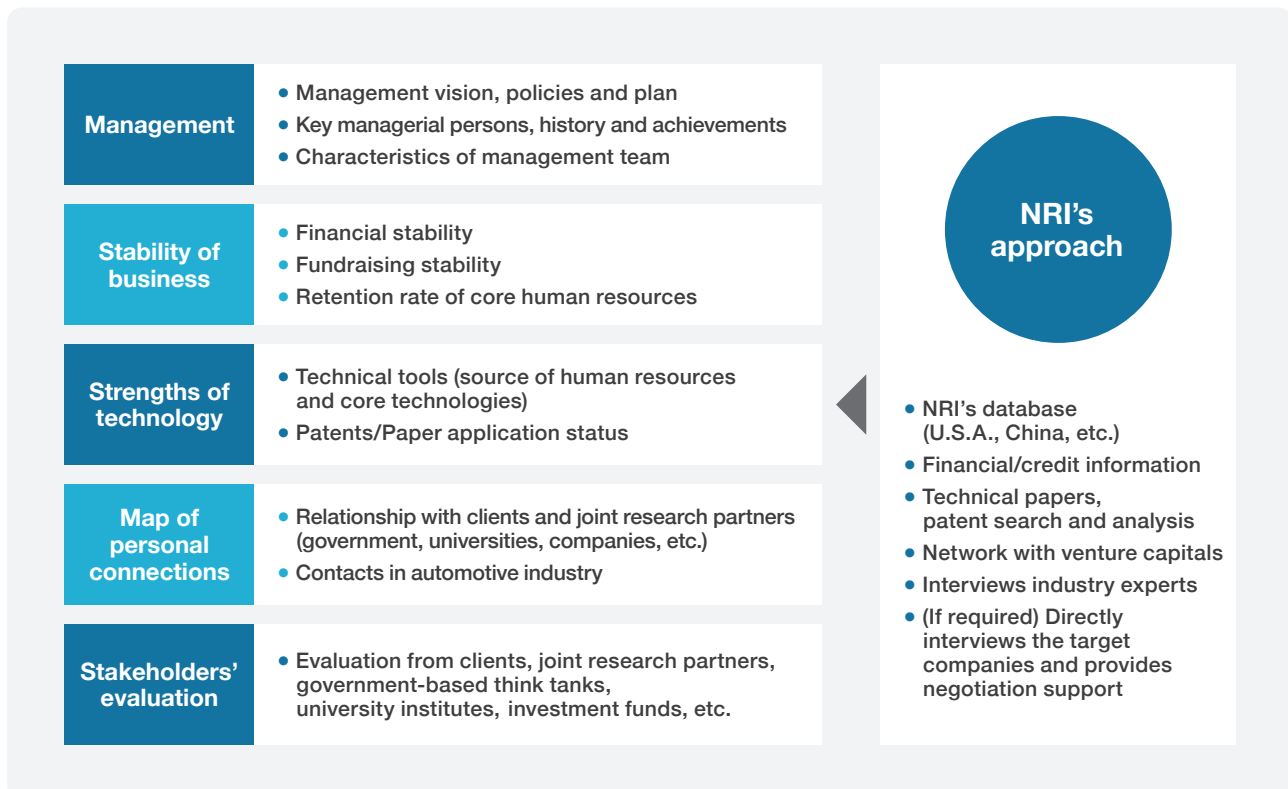 Management
• Management vision, policies and plan
• Key managerial persons, history and achievements
• Characteristics of management team
Stability of
business
• Financial stability
• Fundraising stability
• Retention rate of core human resources
Strengths of
technology
• Technical tools (source of human resources
and core technologies)
• Patents/Paper application status
Map of
personal
connections
• Relationship with clients and joint research partners
(government, universities, companies, etc.)
• Contacts in automotive industry
Stakeholders’
evaluation
• Evaluation from clients, joint research partners,
government-based think tanks,
university institutes, investment funds, etc.
NRI’s
approach
• NRI’s database
(U.S.A., China, etc.)
• Financial/credit information
• Technical papers,
patent search and analysis
• Network with venture capitals
• Interviews industry experts
• (If required) Directly
interviews the target
companies and provides
negotiation support